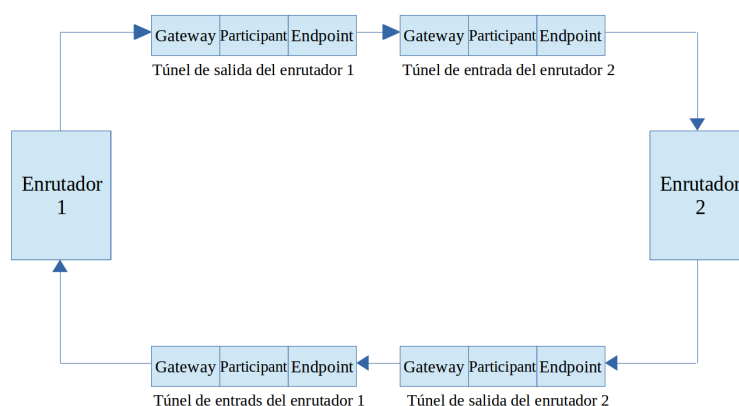 Gateway Participant Endpoint
Gateway Participant Endpoint
Túnel de salida del enrutador 1
Túnel de entrada del enrutador 2
Enrutador
1
Enrutador
2
Gateway Participant Endpoint
Gateway Participant Endpoint
Túnel de entrads del enrutador 1
Túnel de salida del enrutador 2